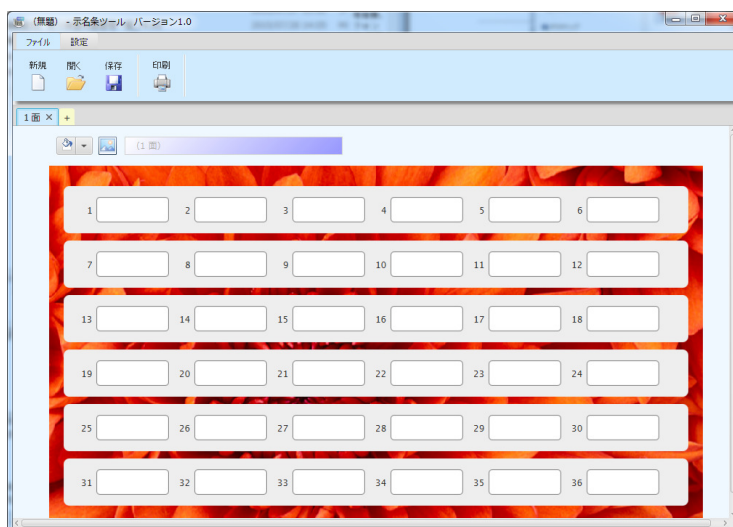 (無題) - 示名条ツール バージョン1.0
ファイル 設定
新規 開く 保存 印刷
1 面 × +
(1 面)
1 2 3 4 5 6
7 8 9 10 11 12
13 14 15 16 17 18
19 20 21 22 23 24
25 26 27 28 29 30
31 32 33 34 35 36